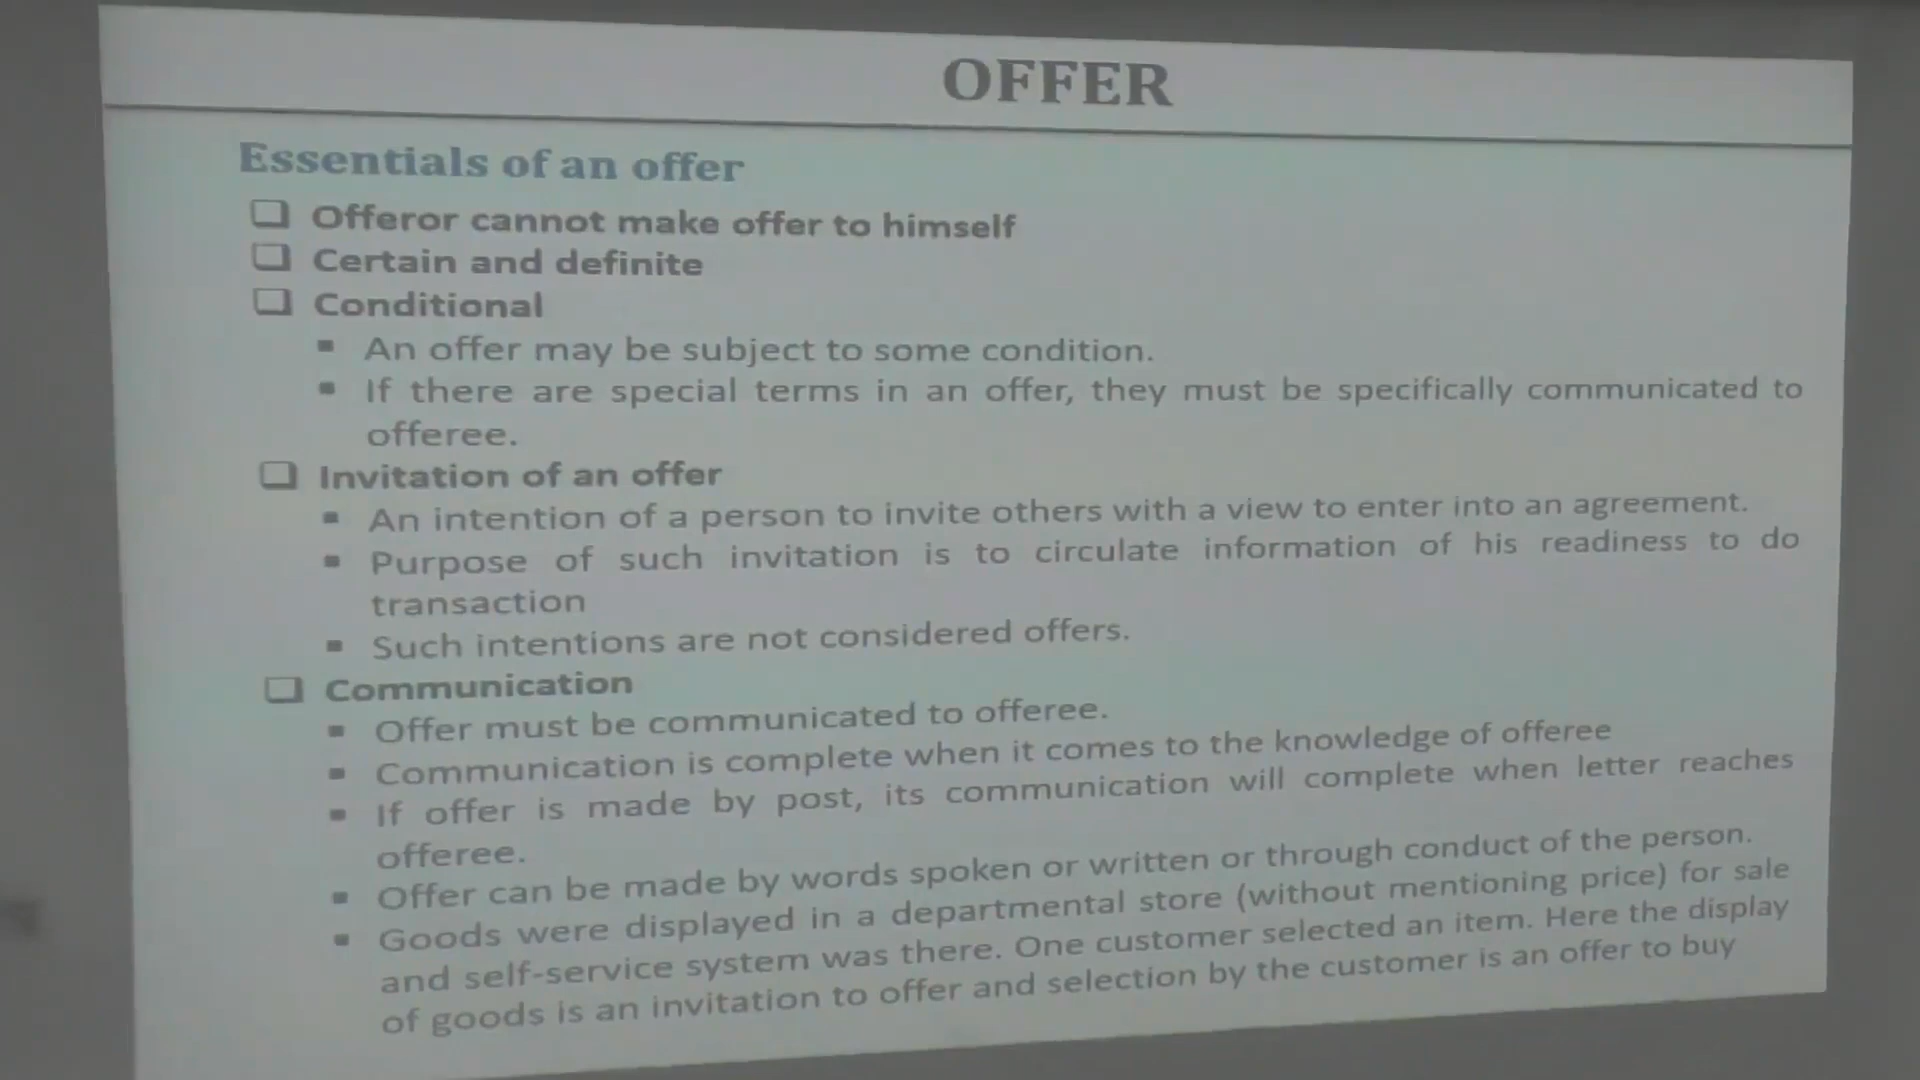 OFFER
Essentials of an offer
❑ Offeror cannot make offer to himself
❑ Certain and definite
❑ Conditional
▪ An offer may be subject to some condition.
▪ If there are special terms in an offer, they must be specifically communicated to
offeree.
❑ Invitation of an offer
▪ An intention of a person to invite others with a view to enter into an agreement.
▪ Purpose of such invitation is to circulate information of his readiness to do
transaction
▪ Such intentions are not considered offers.
❑ Communication
▪ Offer must be communicated to offeree.
▪ Communication is complete when it comes to the knowledge of offeree
▪ If offer is made by post, its communication will complete when letter reaches
offeree.
▪ Offer can be made by words spoken or written or through conduct of the person.
▪ Goods were displayed in a departmental store (without mentioning price) for sale
and self-service system was there. One customer selected an item. Here the display
of goods is an invitation to offer and selection by the customer is an offer to buy